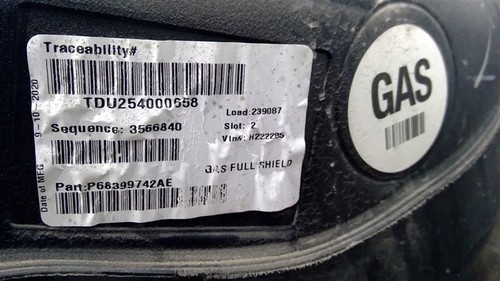 Traceability#
TDU254000658
Load: 239087
Sequence: 3566840
Slot: 2
Vin#: H222285
GAS FULL SHIELD
Part: P68399742AE
Date of MFG 9-10-2020
GAS